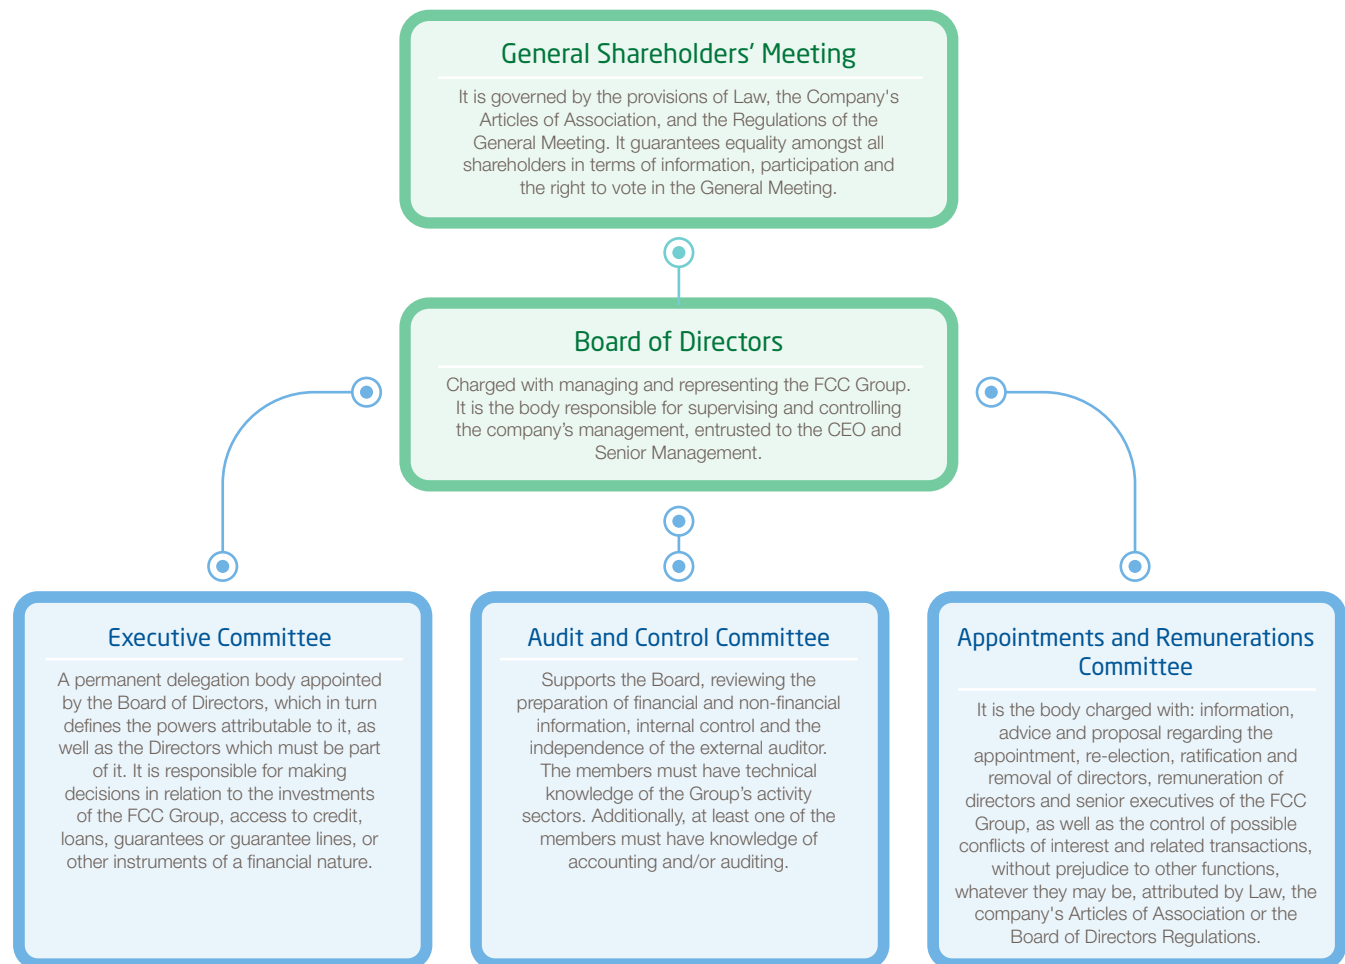 General Shareholders' Meeting
It is governed by the provisions of Law, the Company's
Articles of Association, and the Regulations of the
General Meeting. It guarantees equality amongst all
shareholders in terms of information, participation and
the right to vote in the General Meeting.
Board of Directors
Charged with managing and representing the FCC Group.
It is the body responsible for supervising and controlling
the company's management, entrusted to the CEO and
Senior Management.
Executive Committee
A permanent delegation body appointed
by the Board of Directors, which in turn
defines the powers attributable to it, as
well as the Directors which must be part
of it. It is responsible for making
decisions in relation to the investments
of the FCC Group, access to credit,
loans, guarantees or guarantee lines, or
other instruments of a financial nature.
Audit and Control Committee
Supports the Board, reviewing the
preparation of financial and non-financial
information, internal control and the
independence of the external auditor.
The members must have technical
knowledge of the Group's activity
sectors. Additionally, at least one of the
members must have knowledge of
accounting and/or auditing.
Appointments and Remunerations
Committee
It is the body charged with: information,
advice and proposal regarding the
appointment, re-election, ratification and
removal of directors, remuneration of
directors and senior executives of the FCC
Group, as well as the control of possible
conflicts of interest and related transactions,
without prejudice to other functions,
whatever they may be, attributed by Law, the
company's Articles of Association or the
Board of Directors Regulations.